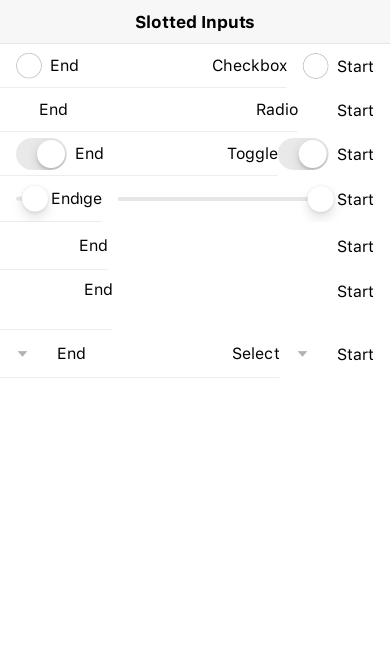 Slotted Inputs
End Checkbox Start
End Radio Start
End Toggle Start
End Start
End Start
End Start
End Select Start